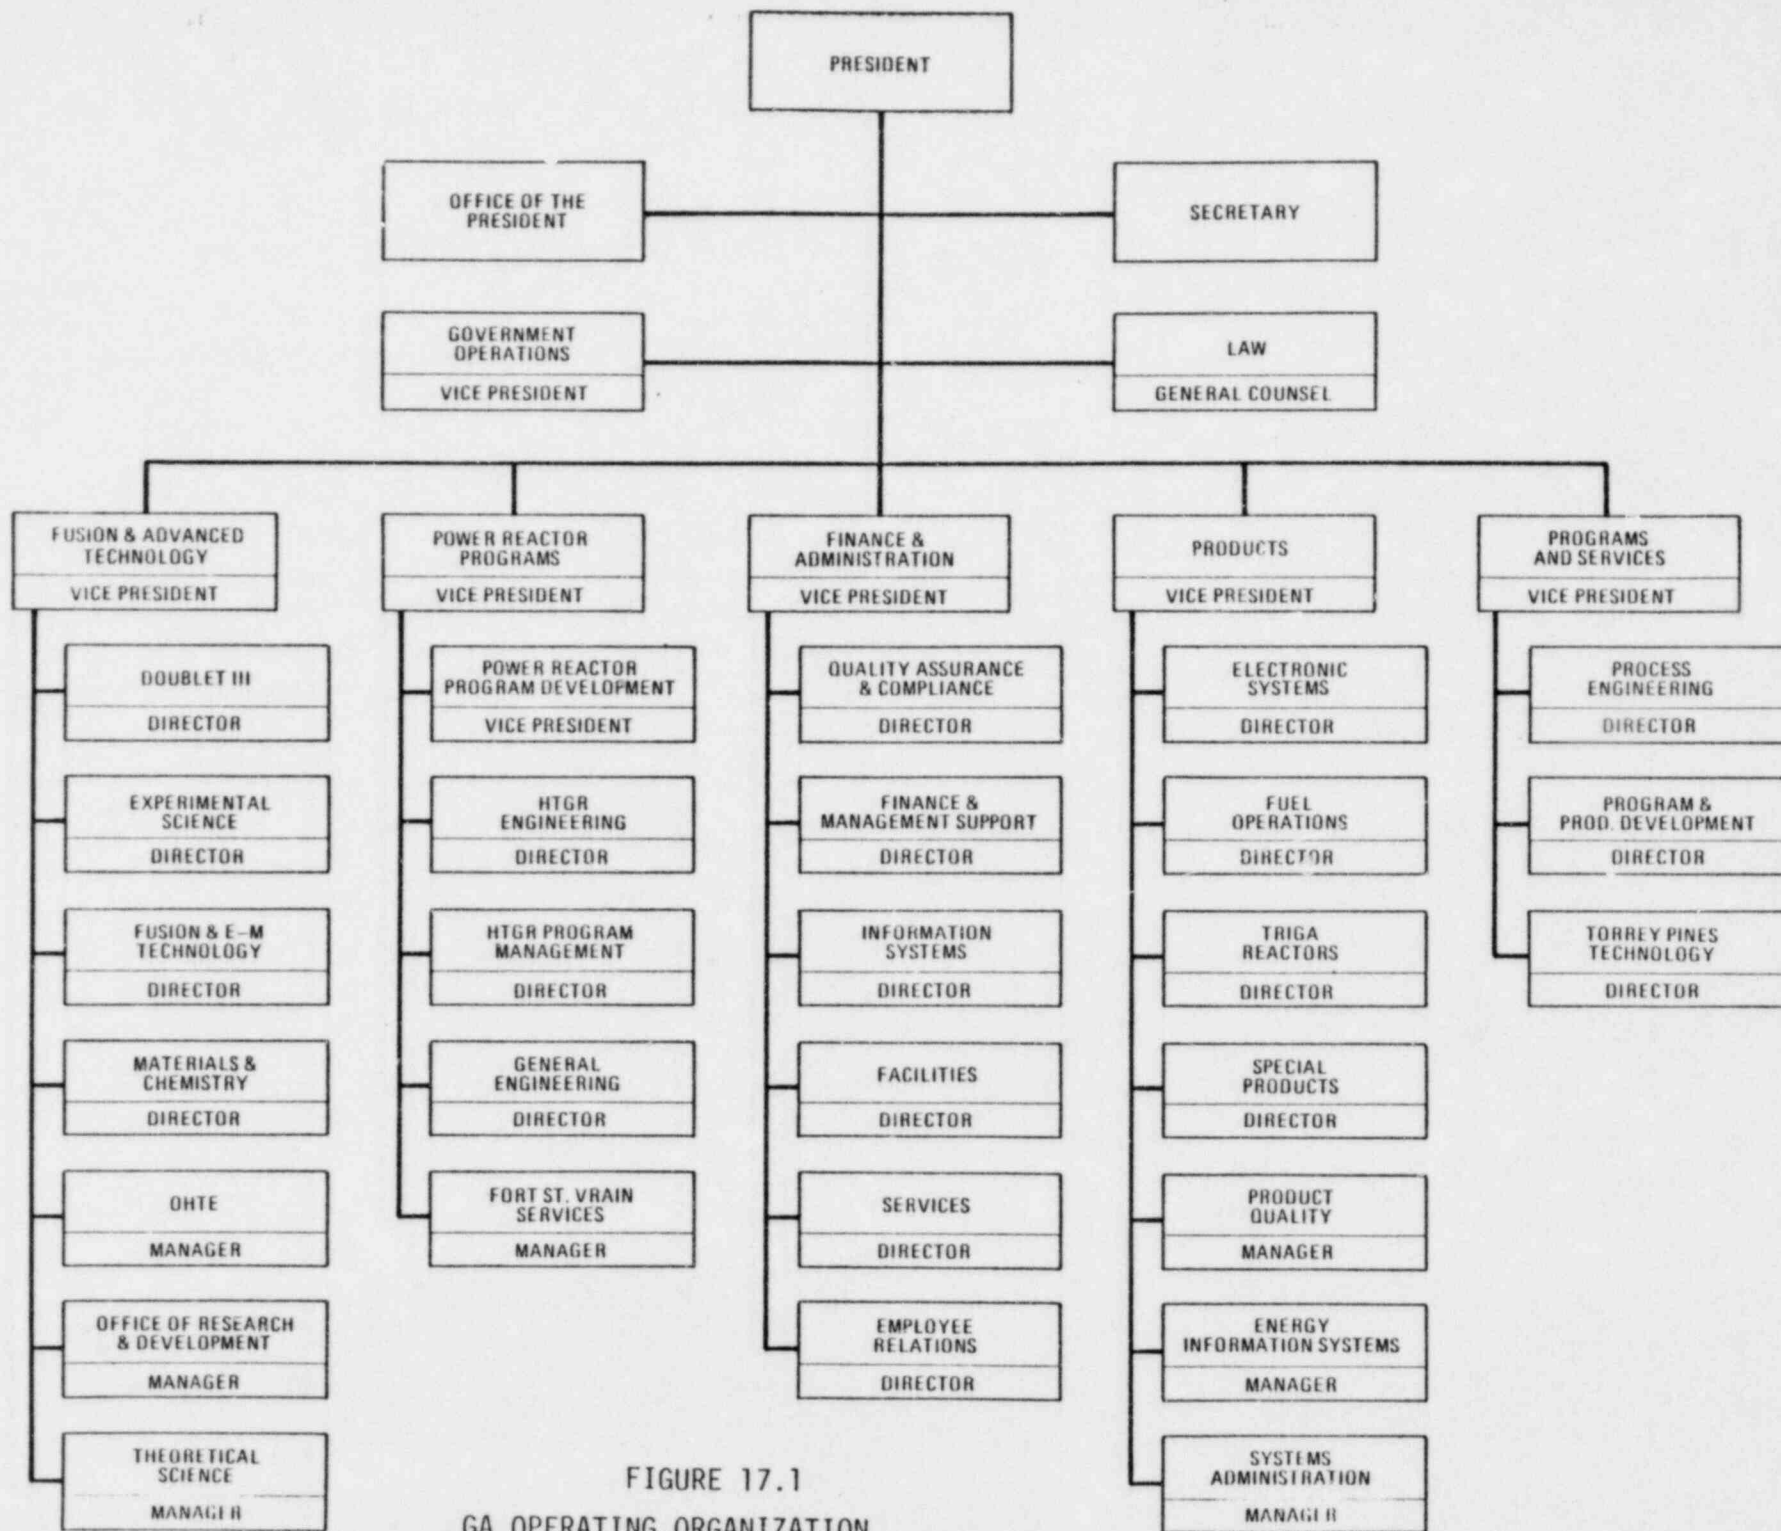 PRESIDENT
OFFICE OF THE
PRESIDENT
SECRETARY
GOVERNMENT
OPERATIONS
VICE PRESIDENT
LAW
GENERAL COUNSEL
FUSION & ADVANCED
TECHNOLOGY
VICE PRESIDENT
POWER REACTOR
PROGRAMS
VICE PRESIDENT
FINANCE &
ADMINISTRATION
VICE PRESIDENT
PRODUCTS
VICE PRESIDENT
PROGRAMS
AND SERVICES
VICE PRESIDENT
DOUBLET III
DIRECTOR
EXPERIMENTAL
SCIENCE
DIRECTOR
FUSION & E-M
TECHNOLOGY
DIRECTOR
MATERIALS &
CHEMISTRY
DIRECTOR
OHTE
MANAGER
OFFICE OF RESEARCH
& DEVELOPMENT
MANAGER
THEORETICAL
SCIENCE
MANAGER
POWER REACTOR
PROGRAM DEVELOPMENT
VICE PRESIDENT
HTGR
ENGINEERING
DIRECTOR
HTGR PROGRAM
MANAGEMENT
DIRECTOR
GENERAL
ENGINEERING
DIRECTOR
FORT ST. VRAIN
SERVICES
MANAGER
QUALITY ASSURANCE
& COMPLIANCE
DIRECTOR
FINANCE &
MANAGEMENT SUPPORT
DIRECTOR
INFORMATION
SYSTEMS
DIRECTOR
FACILITIES
DIRECTOR
SERVICES
DIRECTOR
EMPLOYEE
RELATIONS
DIRECTOR
ELECTRONIC
SYSTEMS
DIRECTOR
FUEL
OPERATIONS
DIRECTOR
TRIGA
REACTORS
DIRECTOR
SPECIAL
PRODUCTS
DIRECTOR
PRODUCT
QUALITY
MANAGER
ENERGY
INFORMATION SYSTEMS
MANAGER
SYSTEMS
ADMINISTRATION
MANAGER
PROCESS
ENGINEERING
DIRECTOR
PROGRAM &
PROD. DEVELOPMENT
DIRECTOR
TORREY PINES
TECHNOLOGY
DIRECTOR
FIGURE 17.1
GA OPERATING ORGANIZATION